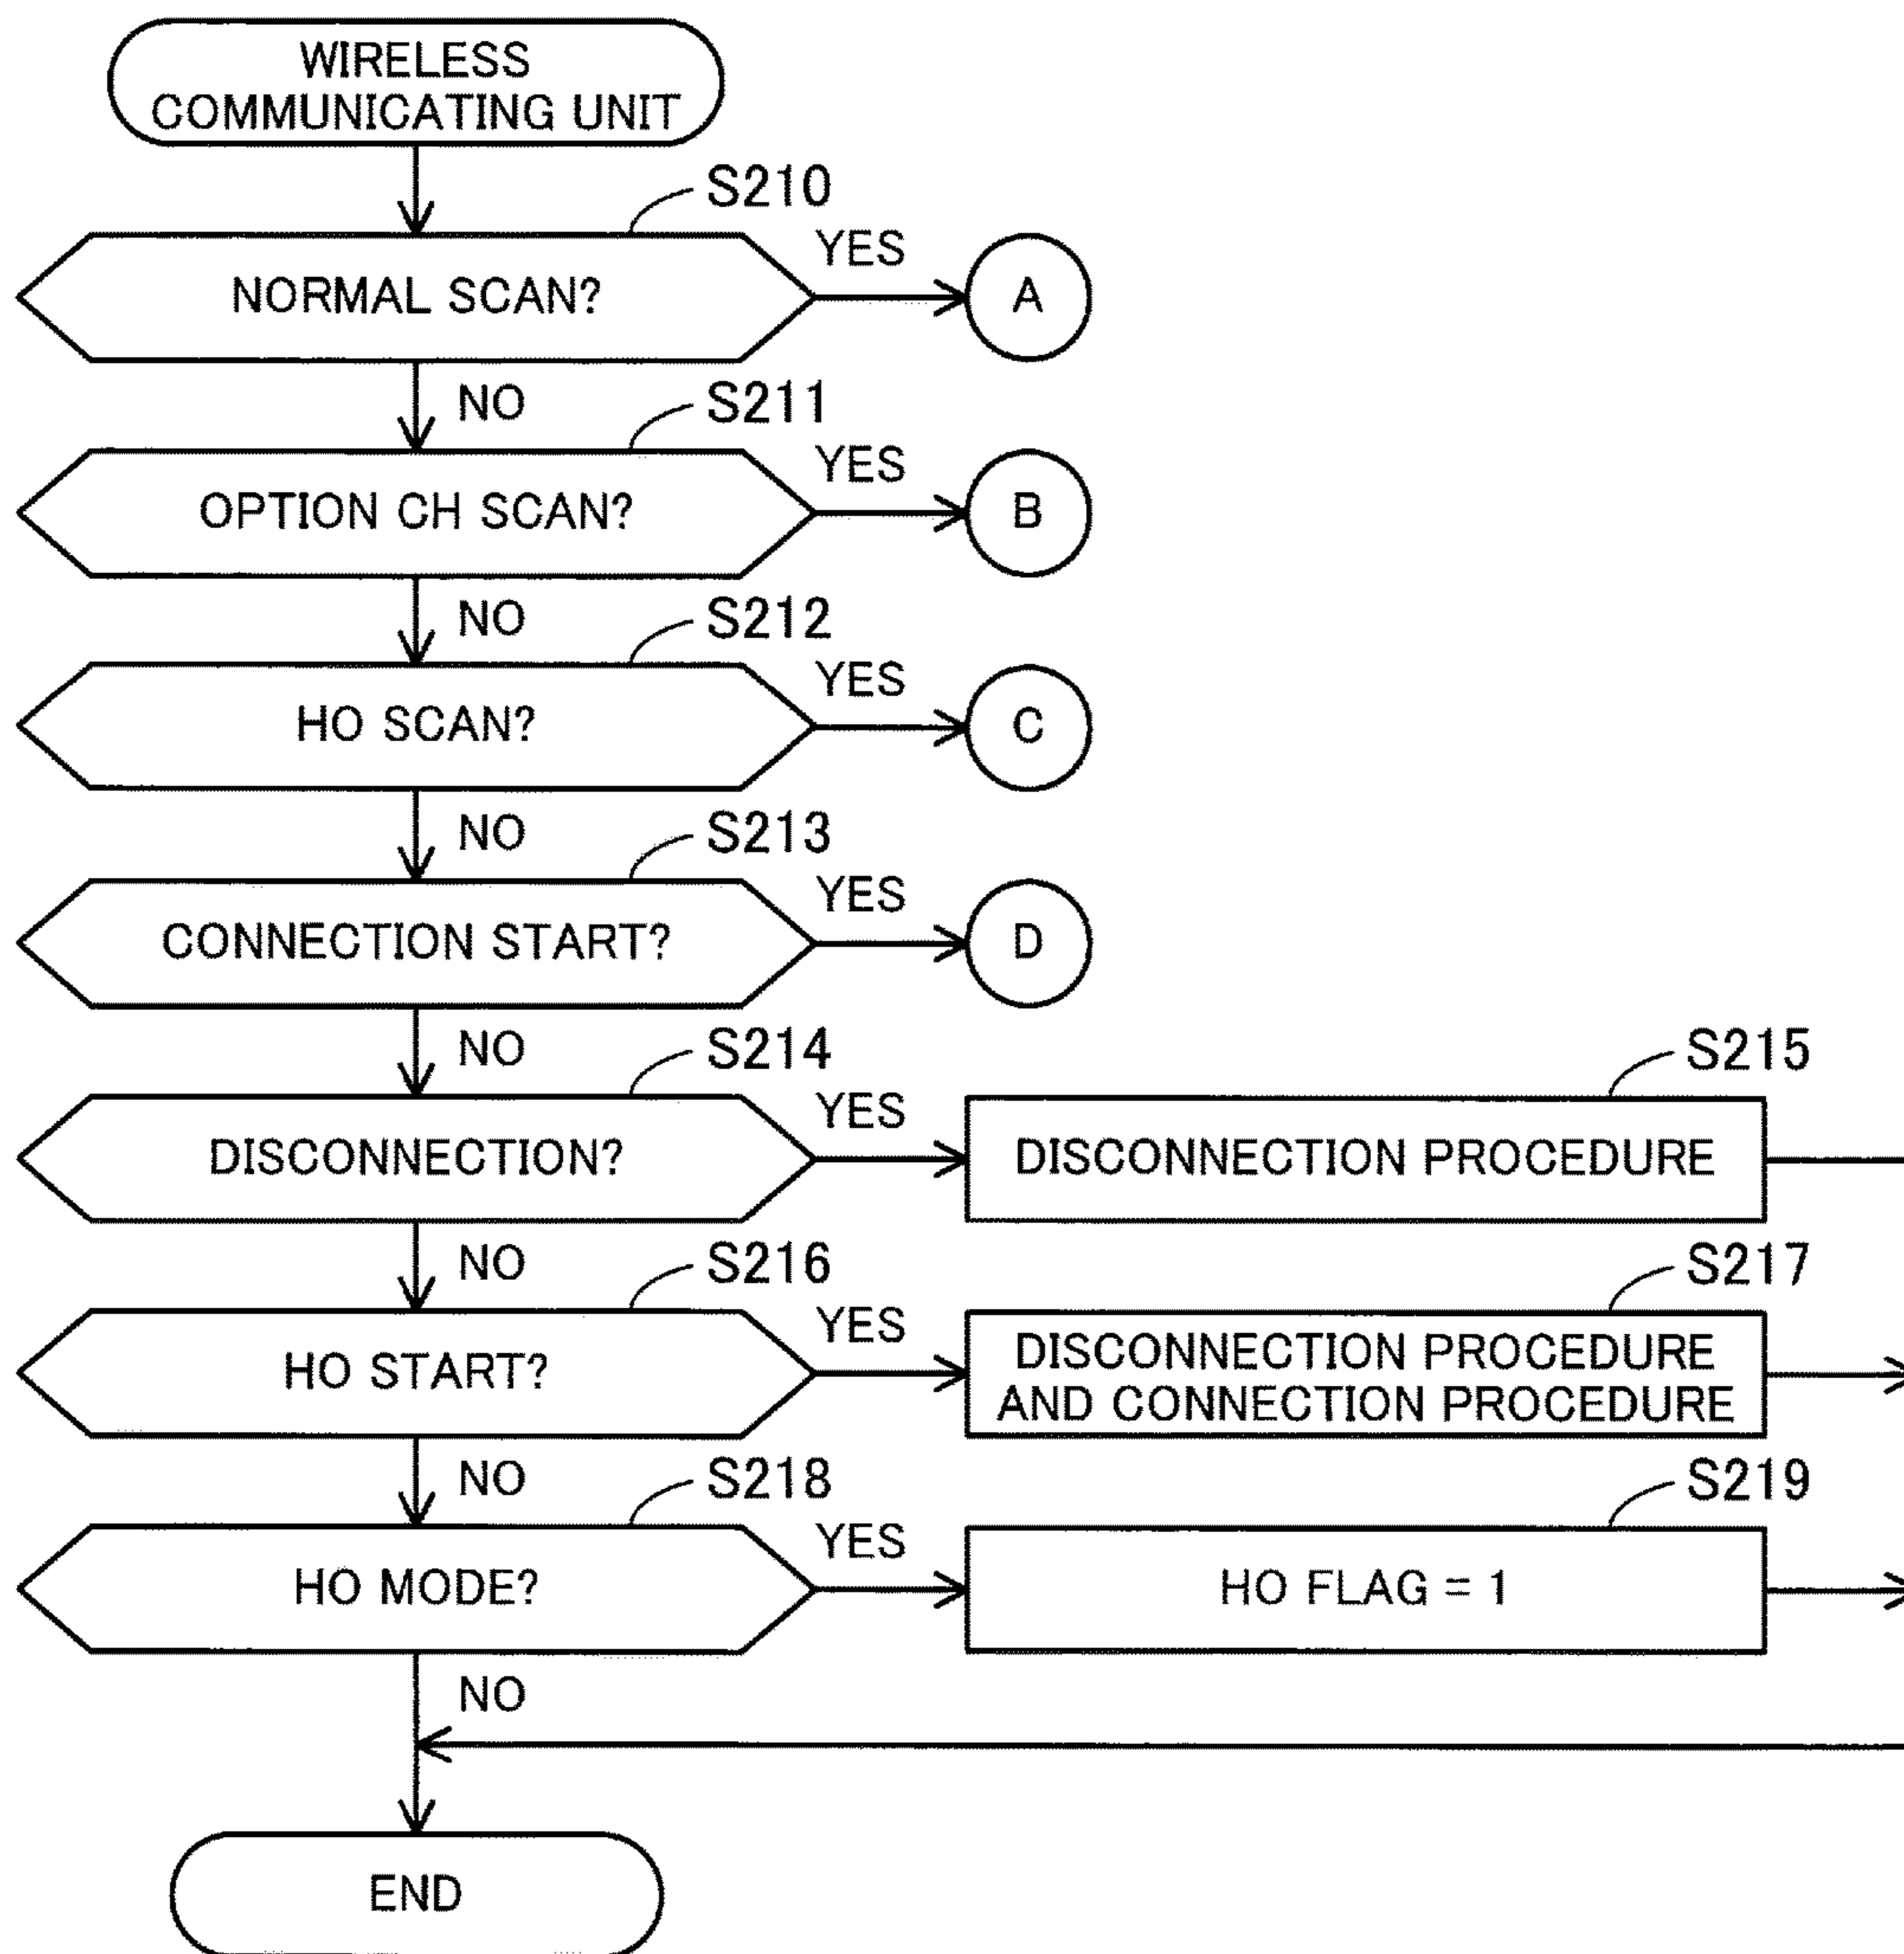 WIRELESS
COMMUNICATING UNIT
S210
NORMAL SCAN?
YES
A
NO
S211
OPTION CH SCAN?
YES
B
NO
S212
HO SCAN?
YES
C
NO
S213
CONNECTION START?
YES
D
NO
S214
DISCONNECTION?
YES
S215
DISCONNECTION PROCEDURE
NO
S216
HO START?
YES
S217
DISCONNECTION PROCEDURE
AND CONNECTION PROCEDURE
NO
S218
HO MODE?
YES
S219
HO FLAG = 1
NO
END